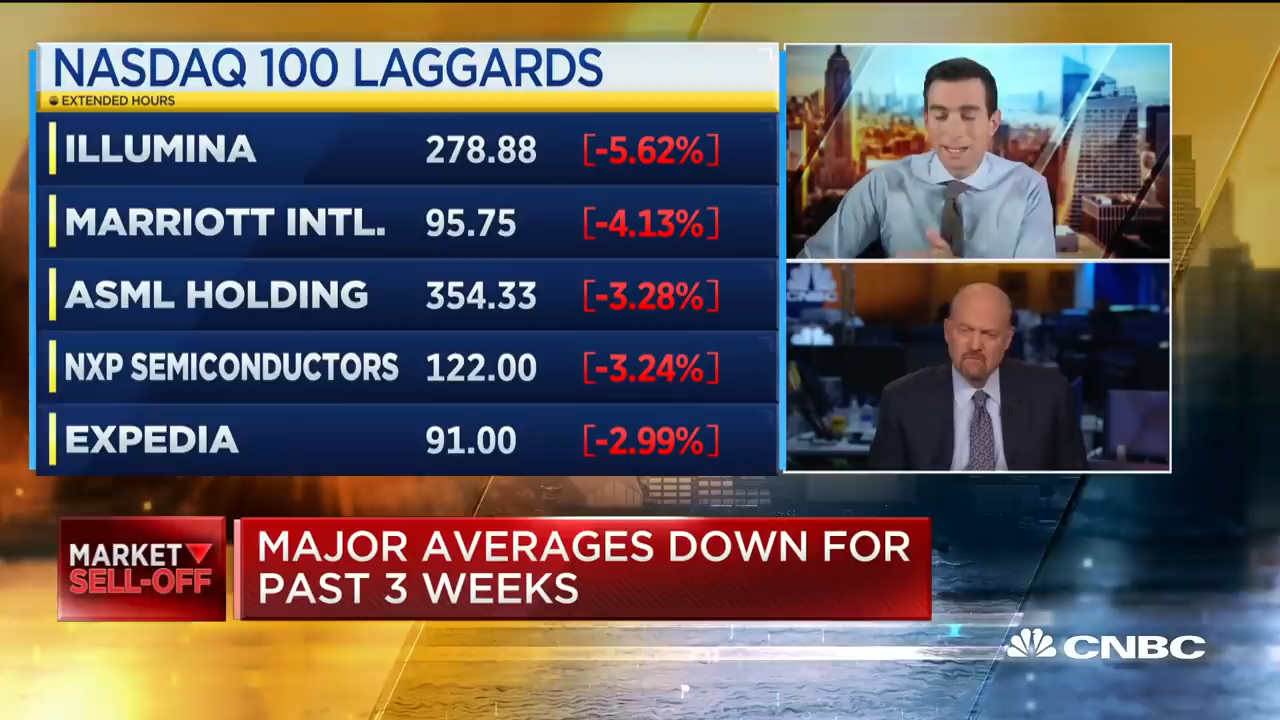 NASDAQ 100 LAGGARDS
EXTENDED HOURS
ILLUMINA 278.88 [-5.62%]
MARRIOTT INTL. 95.75 [-4.13%]
ASML HOLDING 354.33 [-3.28%]
NXP SEMICONDUCTORS 122.00 [-3.24%]
EXPEDIA 91.00 [-2.99%]
CNBC
MARKET
SELL-OFF
MAJOR AVERAGES DOWN FOR
PAST 3 WEEKS
CNBC